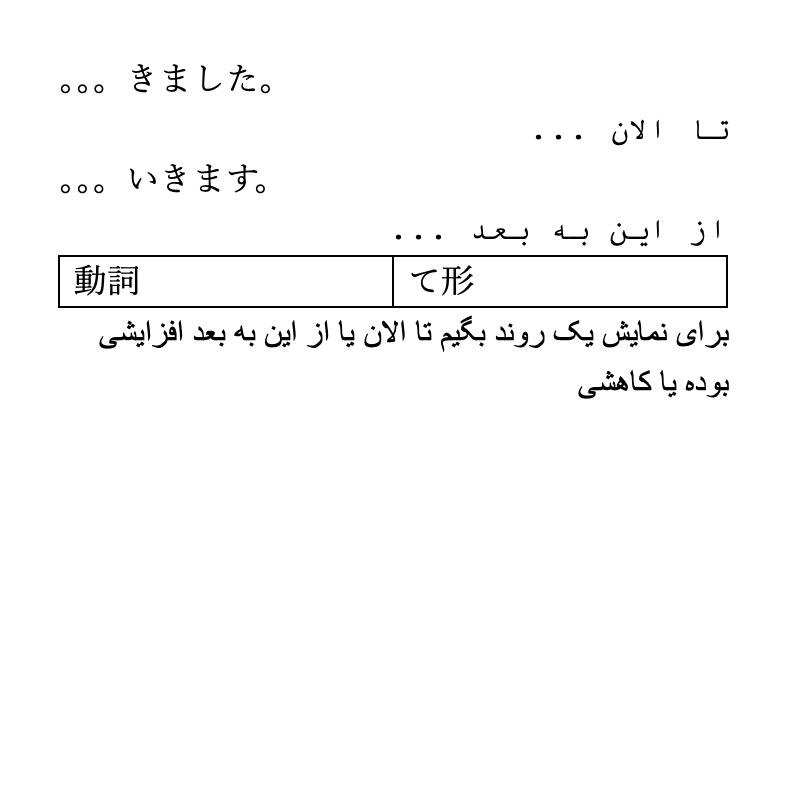 。。。きました。
تا الان ...
。。。いきます。
از این به بعد ...
動詞 て形
برای نمایش یک روند بگیم تا الان یا از این به بعد افزایشی
بوده یا کاهشی